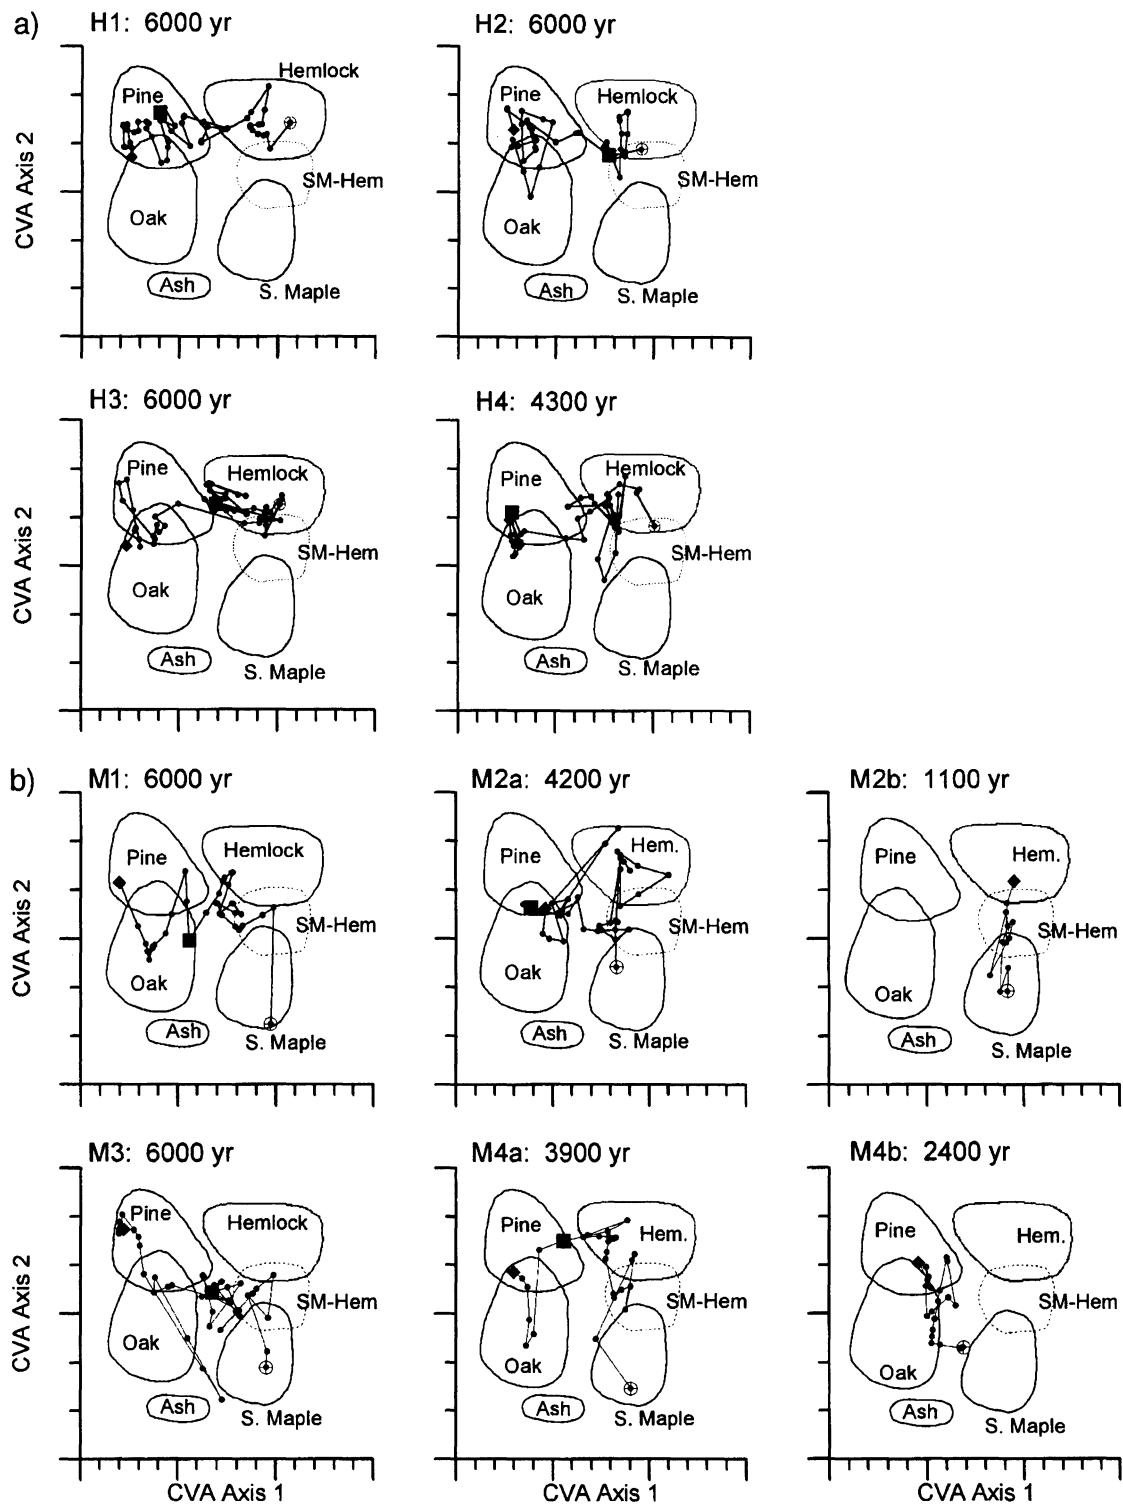 a) H1: 6000 yr
H2: 6000 yr
Pine
Hemlock
SM-Hem
Oak
Ash
S. Maple
CVA Axis 2
Pine
Hemlock
SM-Hem
Oak
Ash
S. Maple
H3: 6000 yr
H4: 4300 yr
Pine
Hemlock
SM-Hem
Oak
Ash
S. Maple
CVA Axis 2
Pine
Hemlock
SM-Hem
Oak
Ash
S. Maple
b) M1: 6000 yr
M2a: 4200 yr
M2b: 1100 yr
Pine
Hemlock
SM-Hem
Oak
Ash
S. Maple
CVA Axis 2
Pine
Hem.
SM-Hem
Oak
Ash
S. Maple
Pine
Hem.
SM-Hem
Oak
Ash
S. Maple
M3: 6000 yr
M4a: 3900 yr
M4b: 2400 yr
Pine
Hemlock
SM-Hem
Oak
Ash
S. Maple
CVA Axis 2
CVA Axis 1
Pine
Hem.
SM-Hem
Oak
Ash
S. Maple
CVA Axis 1
Pine
Hem.
SM-Hem
Oak
Ash
S. Maple
CVA Axis 1